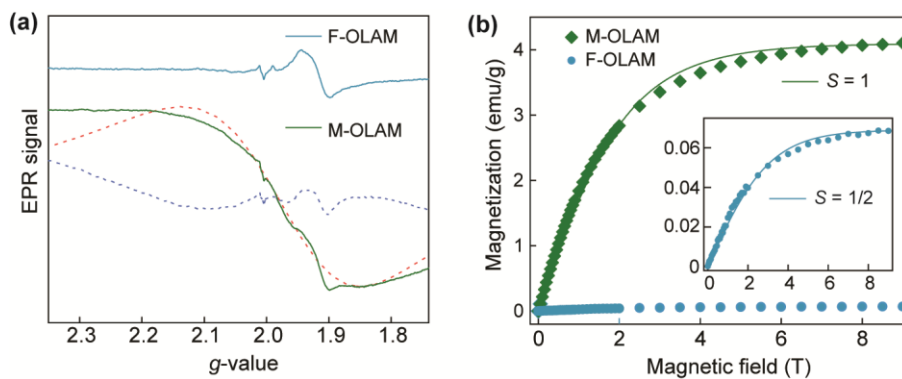 (a)
F-OLAM
M-OLAM
EPR signal
2.3 2.2 2.1 2.0 1.9 1.8
g-value
(b)
M-OLAM
F-OLAM
S = 1
Magnetization (emu/g)
4
3
2
1
0
0 2 4 6 8
Magnetic field (T)
0.06
0.04
0.02
0
S = 1/2
0 2 4 6 8